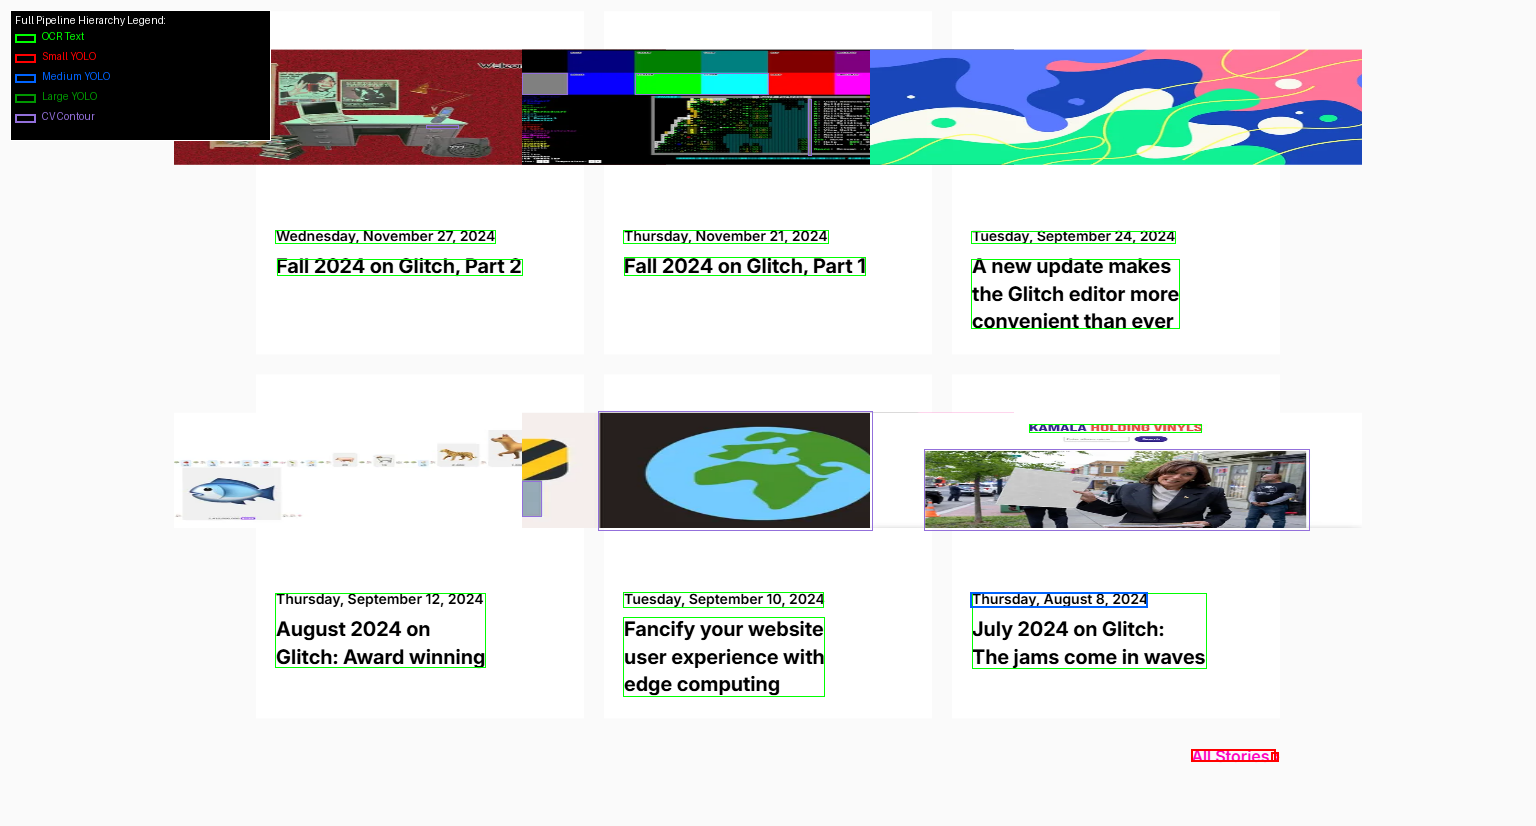 Full Pipeline Hierarchy Legend:
OCR Text
Small YOLO
Medium YOLO
Large YOLO
CV Contour
Wednesday, November 27, 2024
Fall 2024 on Glitch, Part 2
Thursday, November 21, 2024
Fall 2024 on Glitch, Part 1
Tuesday, September 24, 2024
A new update makes
the Glitch editor more
convenient than ever
KAMALA HOLDING VINYLS
Thursday, September 12, 2024
August 2024 on
Glitch: Award winning
Tuesday, September 10, 2024
Fancify your website
user experience with
edge computing
Thursday, August 8, 2024
July 2024 on Glitch:
The jams come in waves
All Stories